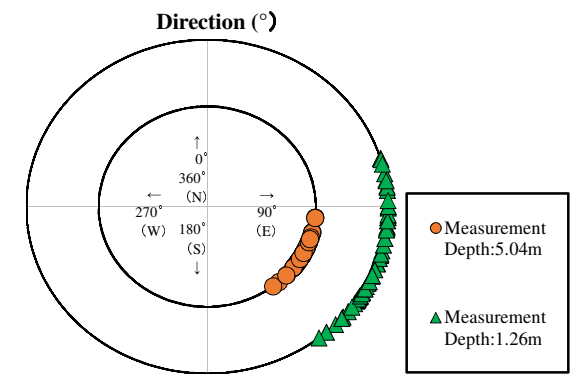 Direction (°)
↑
0°
360°
(N)
←
270°
(W)
→
90°
(E)
180°
(S)
↓
Measurement
Depth:5.04m
Measurement
Depth:1.26m